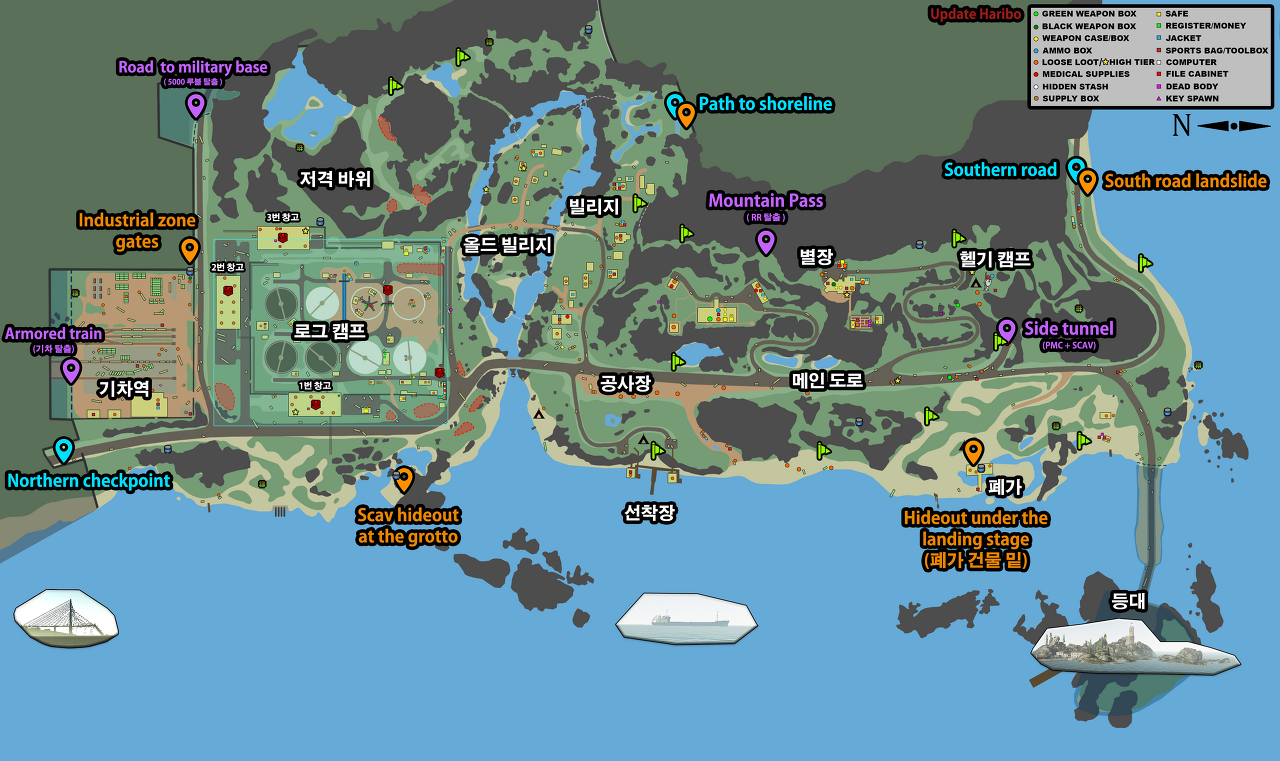 Update Haribo
GREEN WEAPON BOX
BLACK WEAPON BOX
WEAPON CASE/BOX
AMMO BOX
LOOSE LOOT/HIGH TIER
MEDICAL SUPPLIES
HIDDEN STASH
SUPPLY BOX
SAFE
REGISTER/MONEY
JACKET
SPORTS BAG/TOOLBOX
COMPUTER
FILE CABINET
DEAD BODY
KEY SPAWN
N
Road to military base
(5000 루블 탈출)
Path to shoreline
Southern road
South road landslide
저격 바위
Mountain Pass
(RR 탈출)
빌리지
Industrial zone
gates
3번 창고
올드 빌리지
별장
헬기 캠프
2번 창고
Armored train
(기차 탈출)
로그 캠프
Side tunnel
(PMC + SCAV)
기차역
1번 창고
공사장
메인 도로
Northern checkpoint
Scav hideout
at the grotto
선착장
폐가
Hideout under the
landing stage
(폐가 건물 밑)
등대